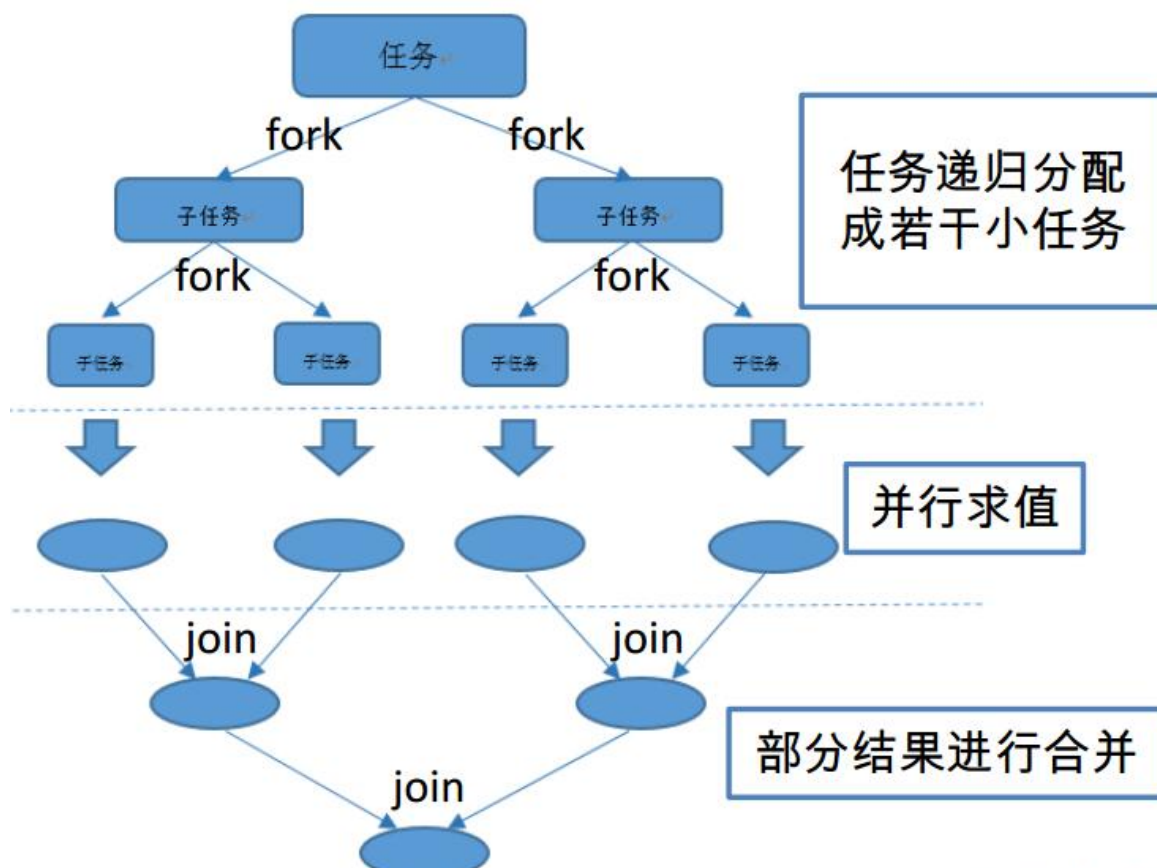 任务
fork
fork
任务递归分配
成若干小任务
子任务
子任务
fork
fork
子任务
子任务
子任务
子任务
并行求值
join
join
部分结果进行合并
join